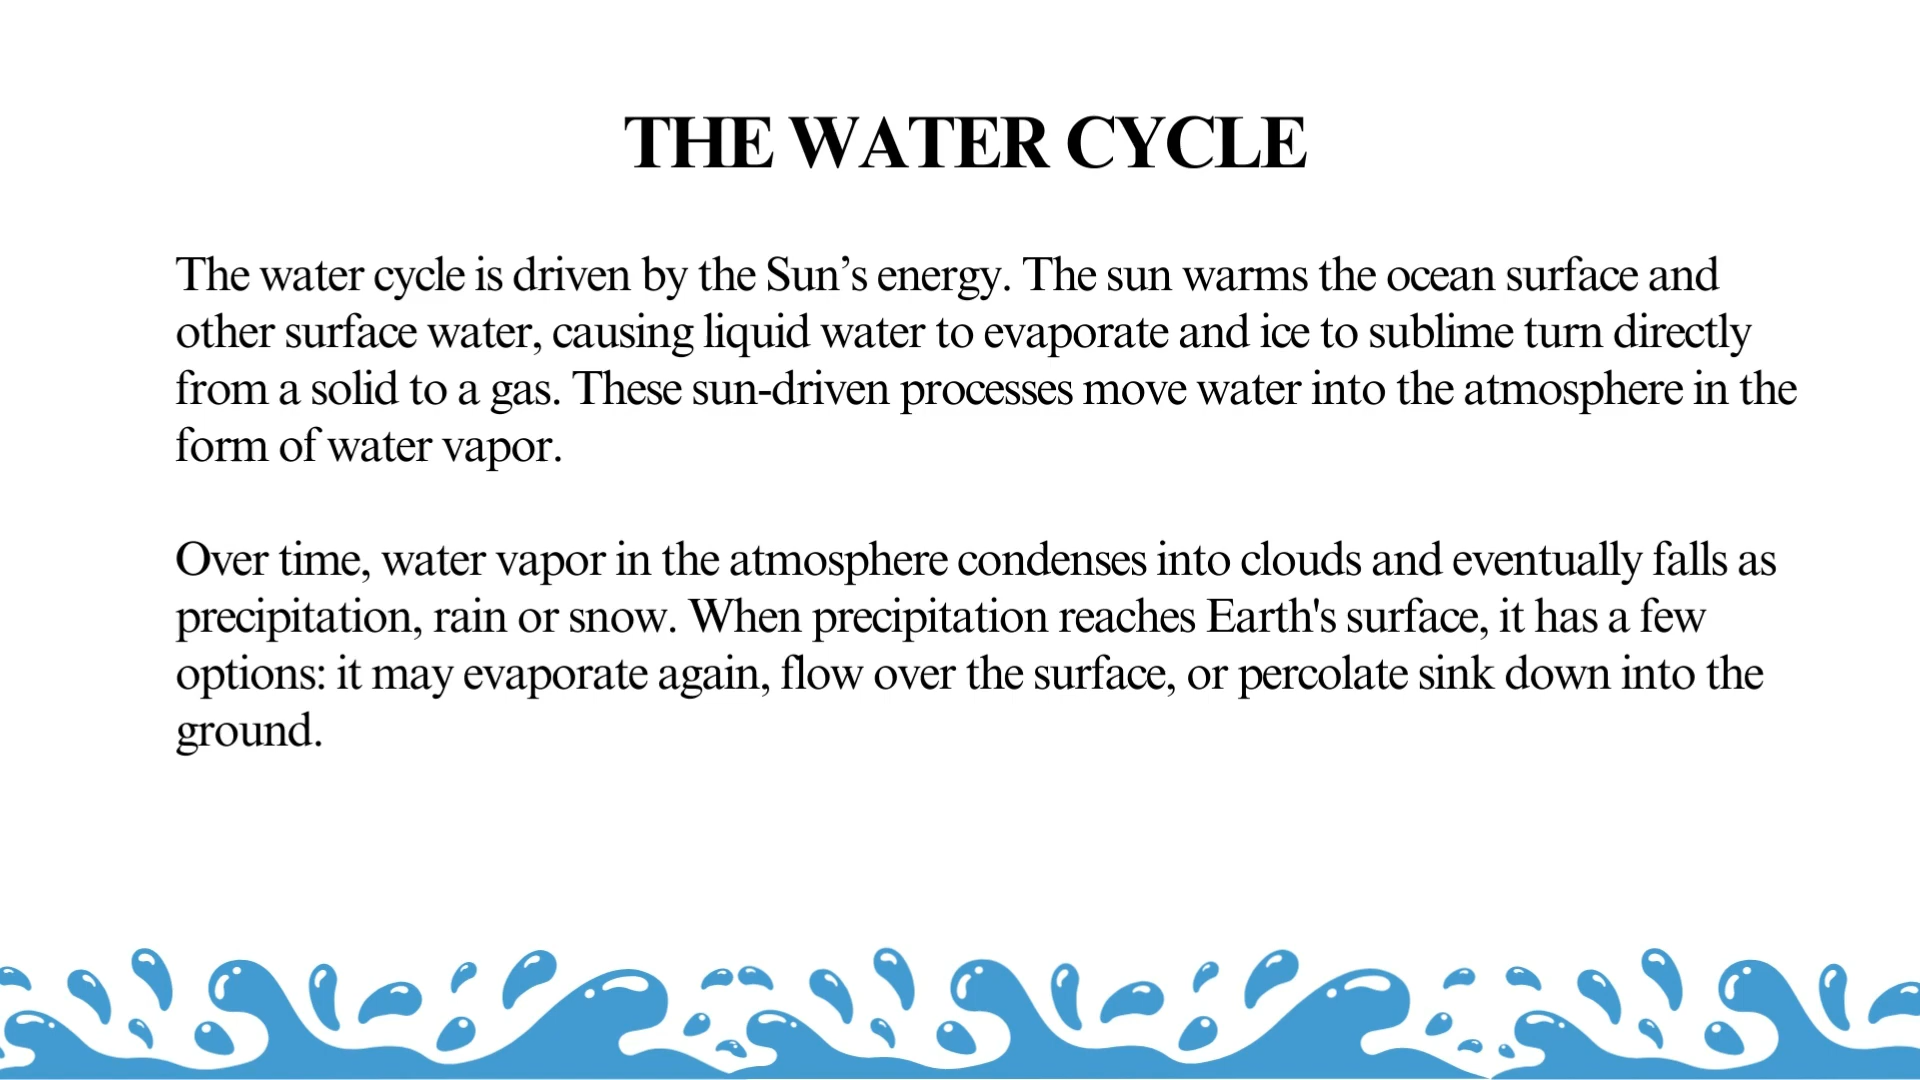 THE WATER CYCLE
The water cycle is driven by the Sun’s energy. The sun warms the ocean surface and
other surface water, causing liquid water to evaporate and ice to sublime turn directly
from a solid to a gas. These sun-driven processes move water into the atmosphere in the
form of water vapor.
Over time, water vapor in the atmosphere condenses into clouds and eventually falls as
precipitation, rain or snow. When precipitation reaches Earth's surface, it has a few
options: it may evaporate again, flow over the surface, or percolate sink down into the
ground.